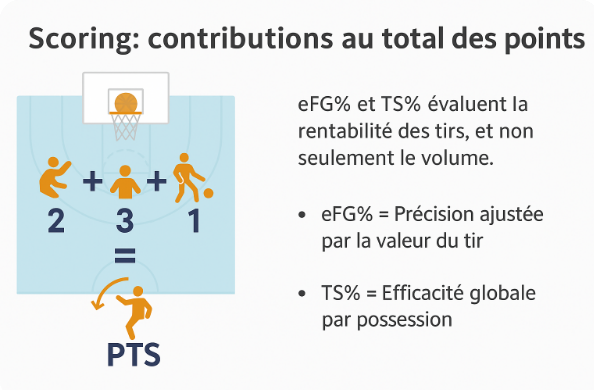 Scoring: contributions au total des points
2 + 3 + 1
=
PTS
eFG% et TS% évaluent la
rentabilité des tirs, et non
seulement le volume.
• eFG% = Précision ajustée
par la valeur du tir
• TS% = Efficacité globale
par possession